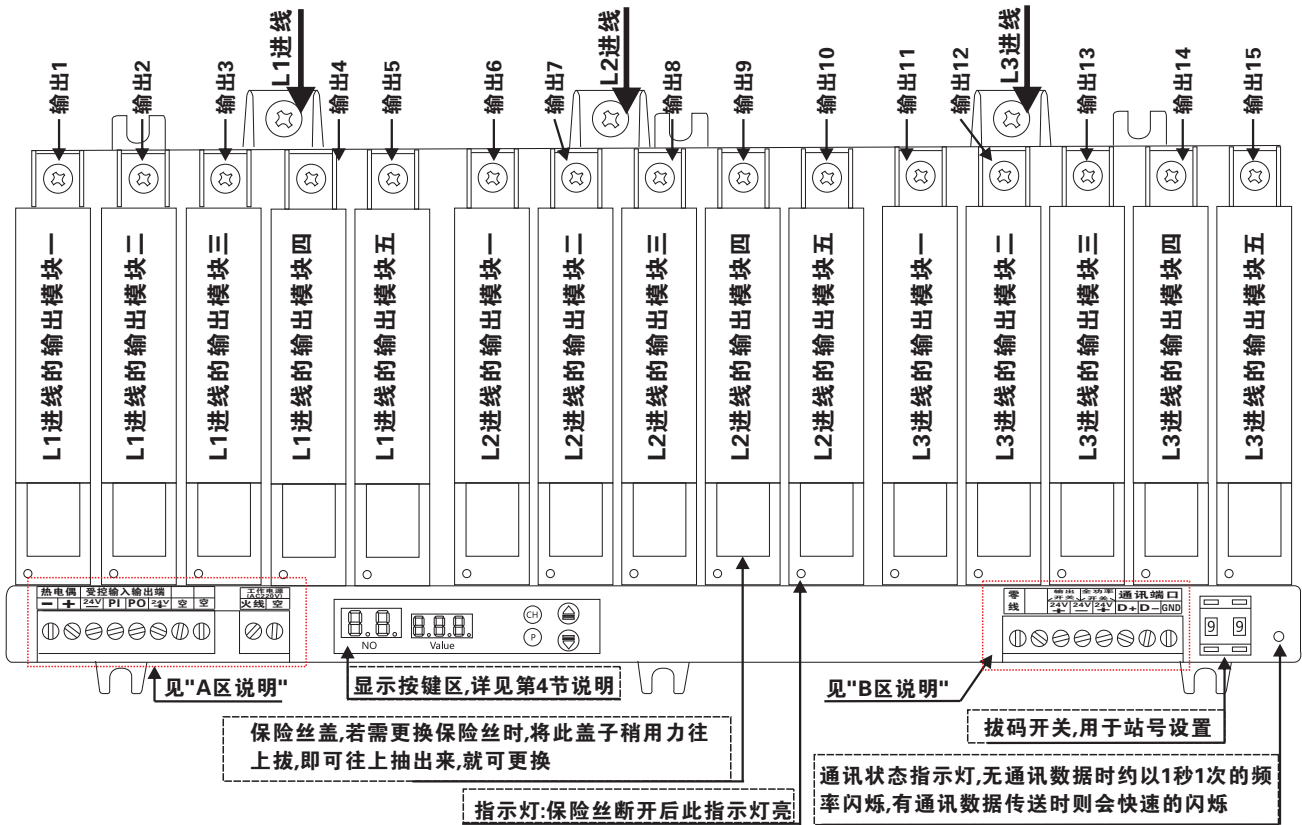 输出1
输出2
输出3
L1进线
输出4
输出5
输出6
输出7
L2进线
输出8
输出9
输出10
输出11
输出12
L3进线
输出13
输出14
输出15
L1进线的输出模块一
L1进线的输出模块二
L1进线的输出模块三
L1进线的输出模块四
L1进线的输出模块五
L2进线的输出模块一
L2进线的输出模块二
L2进线的输出模块三
L2进线的输出模块四
L2进线的输出模块五
L3进线的输出模块一
L3进线的输出模块二
L3进线的输出模块三
L3进线的输出模块四
L3进线的输出模块五
热电偶 受控输入输出端
− + 24V− PI PO 24V+ 空 空
工作电源
(AC220V)
火线 空
8.8. 8.8.8.
NO Value
CH
P
零线
输出开关 全功率开关 通讯端口
24V+ 24V− 24V+ D+ D− GND
9 9
见"A区说明"
显示按键区,详见第4节说明
见"B区说明"
拔码开关,用于站号设置
保险丝盖,若需更换保险丝时,将此盖子稍用力往
上拔,即可往上抽出来,就可更换
通讯状态指示灯,无通讯数据时约以1秒1次的频
率闪烁,有通讯数据传送时则会快速的闪烁
指示灯:保险丝断开后此指示灯亮